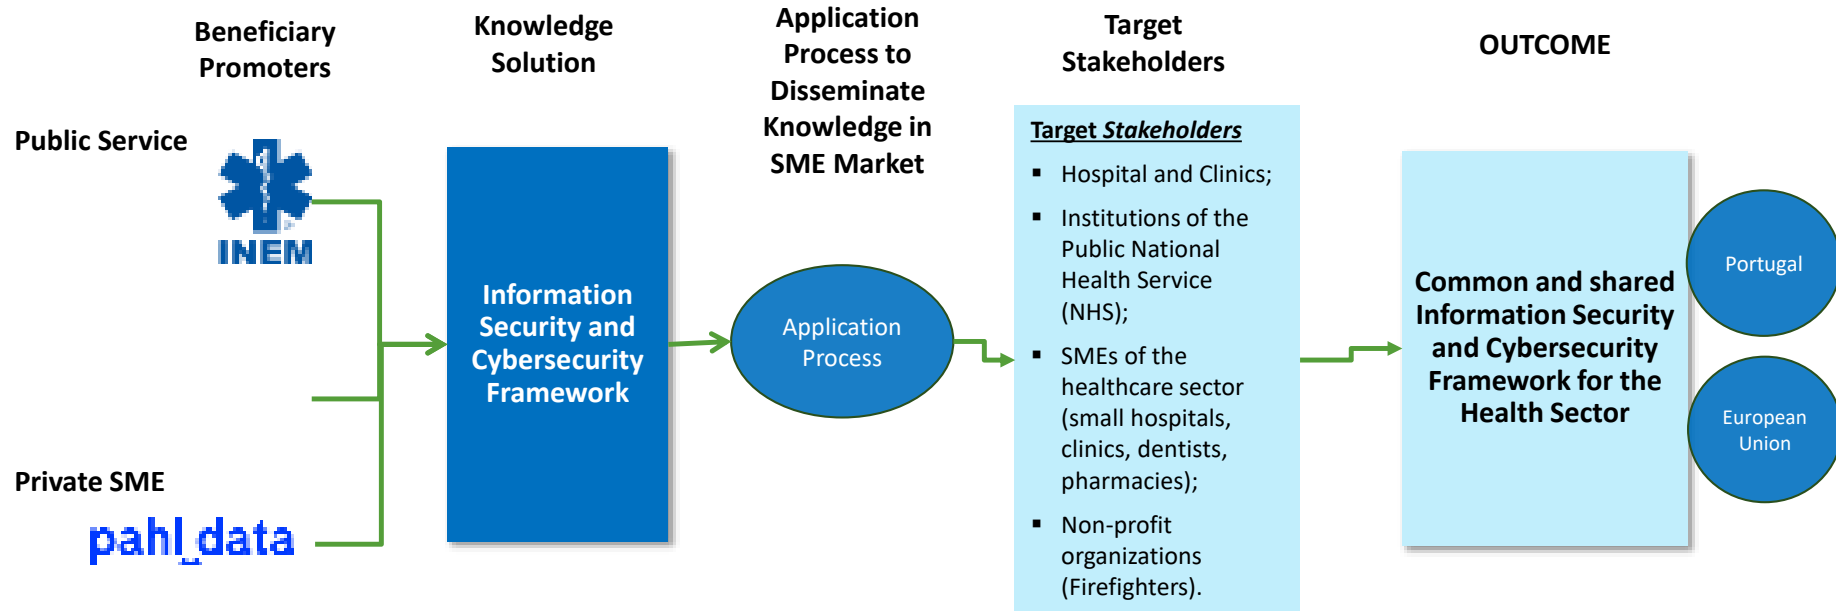 Beneficiary
Promoters
Knowledge
Solution
Application
Process to
Disseminate
Knowledge in
SME Market
Target
Stakeholders
OUTCOME
Public Service
INEM
Private SME
pahl_data
Information
Security and
Cybersecurity
Framework
Application
Process
Target Stakeholders
▪ Hospital and Clinics;
▪ Institutions of the
Public National
Health Service
(NHS);
▪ SMEs of the
healthcare sector
(small hospitals,
clinics, dentists,
pharmacies);
▪ Non-profit
organizations
(Firefighters).
Common and shared
Information Security
and Cybersecurity
Framework for the
Health Sector
Portugal
European
Union